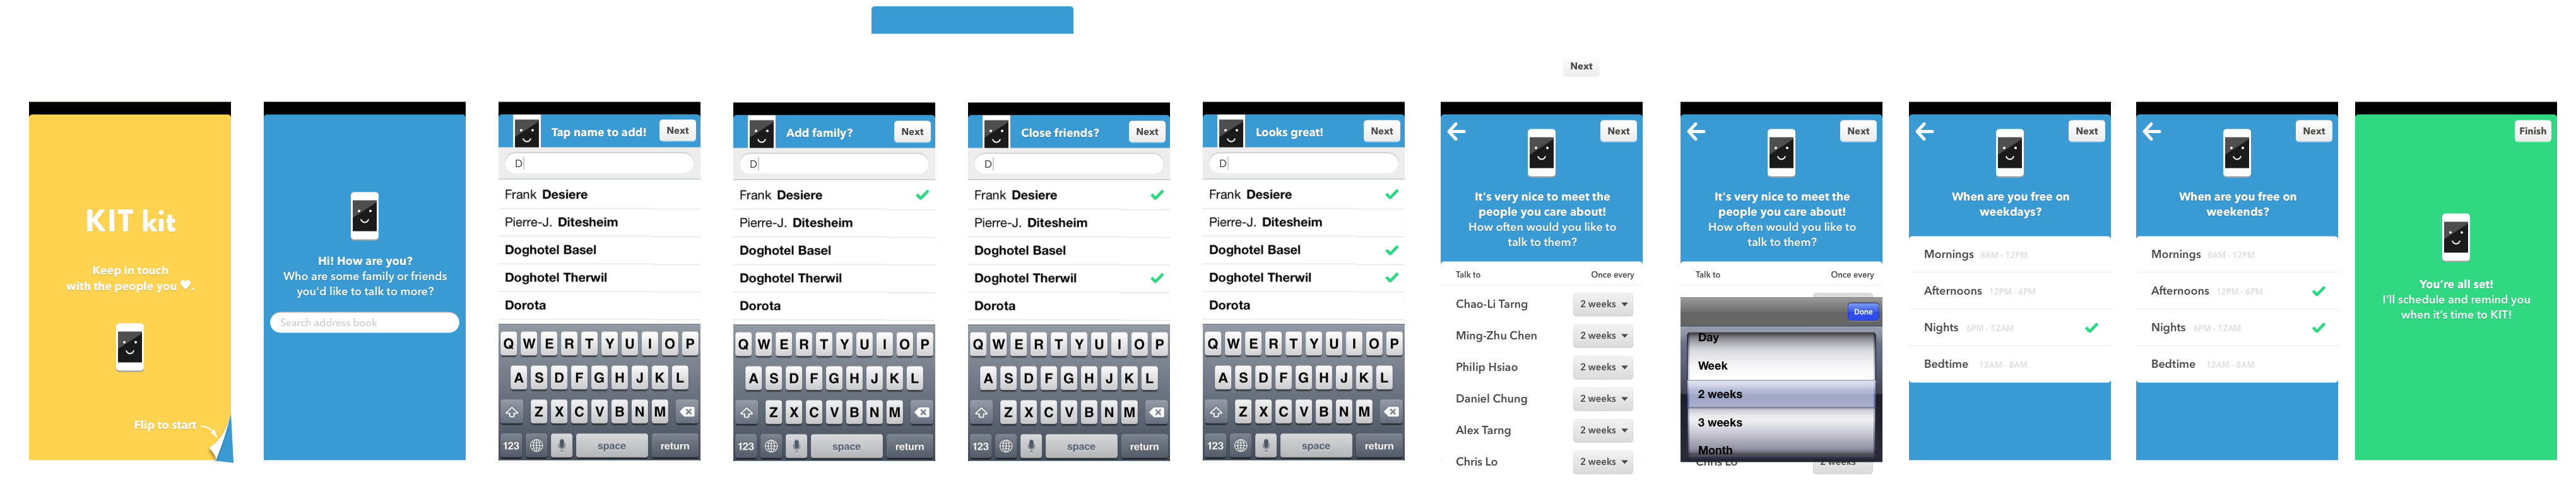 Next
KIT kit
Keep in touch
with the people you ♥.
Flip to start
Hi! How are you?
Who are some family or friends
you'd like to talk to more?
Search address book
Tap name to add! Next
D
Frank Desiere
Pierre-J. Ditesheim
Doghotel Basel
Doghotel Therwil
Dorota
Q W E R T Y U I O P
A S D F G H J K L
Z X C V B N M
123 space return
Add family? Next
D
Frank Desiere
Pierre-J. Ditesheim
Doghotel Basel
Doghotel Therwil
Dorota
Q W E R T Y U I O P
A S D F G H J K L
Z X C V B N M
123 space return
Close friends? Next
D
Frank Desiere
Pierre-J. Ditesheim
Doghotel Basel
Doghotel Therwil
Dorota
Q W E R T Y U I O P
A S D F G H J K L
Z X C V B N M
123 space return
Looks great! Next
D
Frank Desiere
Pierre-J. Ditesheim
Doghotel Basel
Doghotel Therwil
Dorota
Q W E R T Y U I O P
A S D F G H J K L
Z X C V B N M
123 space return
Next
It's very nice to meet the
people you care about!
How often would you like to
talk to them?
Talk to Once every
Chao-Li Tarng 2 weeks
Ming-Zhu Chen 2 weeks
Philip Hsiao 2 weeks
Daniel Chung 2 weeks
Alex Tarng 2 weeks
Chris Lo 2 weeks
Next
It's very nice to meet the
people you care about!
How often would you like to
talk to them?
Talk to Once every
Done
Day
Week
2 weeks
3 weeks
Month
Chris Lo 2 weeks
Next
When are you free on
weekdays?
Mornings 8AM - 12PM
Afternoons 12PM - 6PM
Nights 6PM - 12AM
Bedtime 12AM - 8AM
Next
When are you free on
weekends?
Mornings 8AM - 12PM
Afternoons 12PM - 6PM
Nights 6PM - 12AM
Bedtime 12AM - 8AM
Finish
You're all set!
I'll schedule and remind you
when it's time to KIT!